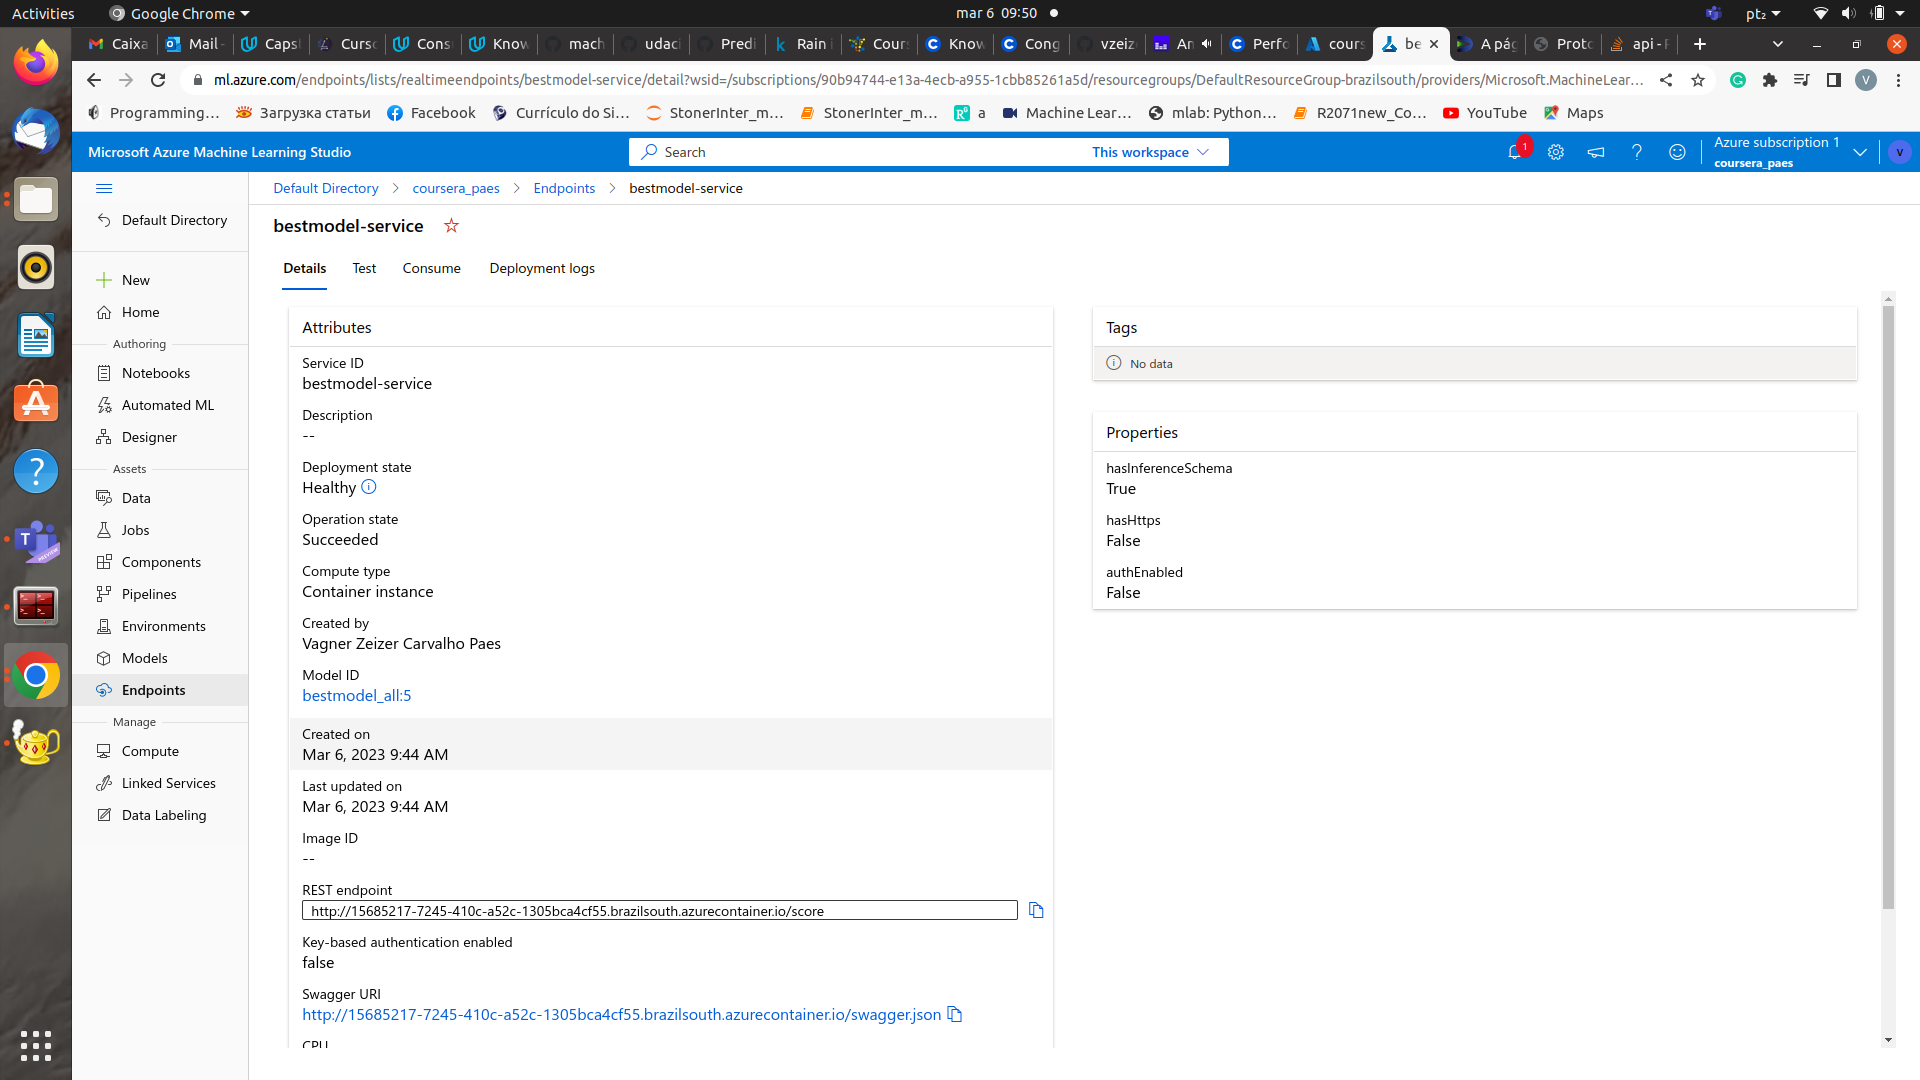 Activities
Google Chrome
mar 6 09:50
pt₂
Caixa
Mail -
Caps
Curso
Cons
Know
mach
udaci
Predi
Rain
Cours
Know
Cong
vzeiz
An
Perfo
cours
be
A pág
Proto
api -
ml.azure.com/endpoints/lists/realtimeendpoints/bestmodel-service/detail?wsid=/subscriptions/90b94744-e13a-4ecb-a955-1cbb85261a5d/resourcegroups/DefaultResourceGroup-brazilsouth/providers/Microsoft.MachineLear...
V
Programming...
Загрузка статьи
Facebook
Currículo do Si...
StonerInter_m...
StonerInter_m...
a
Machine Lear...
mlab: Python...
R2071new_Co...
YouTube
Maps
Microsoft Azure Machine Learning Studio
Search
This workspace
1
Azure subscription 1
coursera_paes
V
Default Directory
coursera_paes
Endpoints
bestmodel-service
Default Directory
New
Home
Authoring
Notebooks
Automated ML
Designer
Assets
Data
Jobs
Components
Pipelines
Environments
Models
Endpoints
Manage
Compute
Linked Services
Data Labeling
bestmodel-service
Details
Test
Consume
Deployment logs
Attributes
Service ID
bestmodel-service
Description
--
Deployment state
Healthy
Operation state
Succeeded
Compute type
Container instance
Created by
Vagner Zeizer Carvalho Paes
Model ID
bestmodel_all:5
Created on
Mar 6, 2023 9:44 AM
Last updated on
Mar 6, 2023 9:44 AM
Image ID
--
REST endpoint
http://15685217-7245-410c-a52c-1305bca4cf55.brazilsouth.azurecontainer.io/score
Key-based authentication enabled
false
Swagger URI
http://15685217-7245-410c-a52c-1305bca4cf55.brazilsouth.azurecontainer.io/swagger.json
CPU
Tags
No data
Properties
hasInferenceSchema
True
hasHttps
False
authEnabled
False